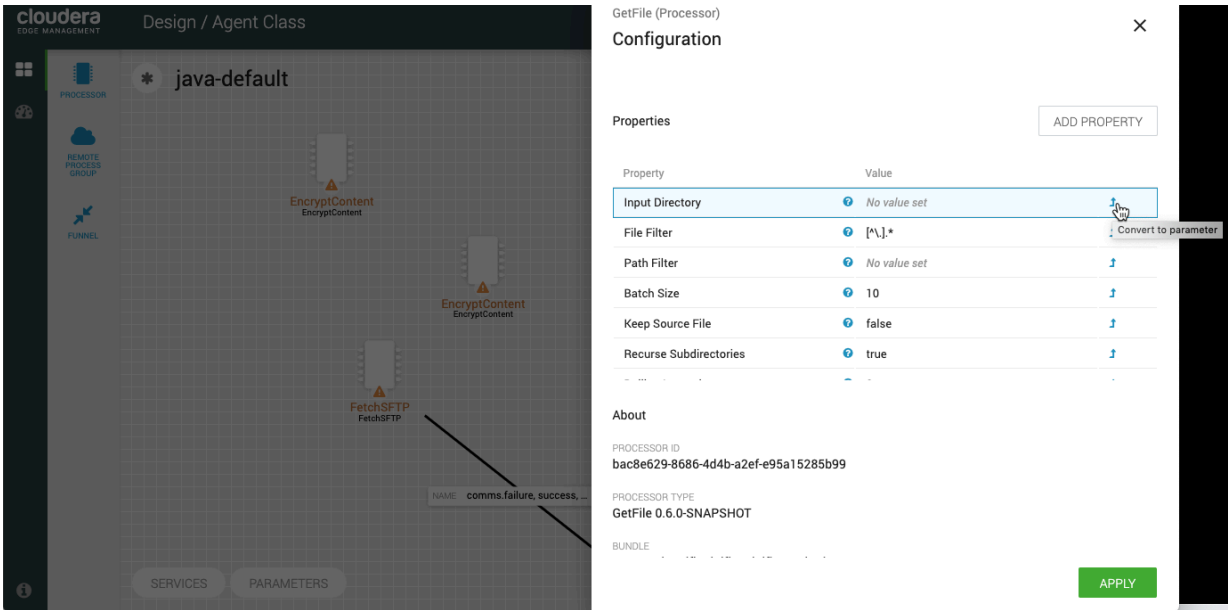 cloudera
EDGE MANAGEMENT
Design / Agent Class
PROCESSOR
REMOTE
PROCESS
GROUP
FUNNEL
java-default
EncryptContent
EncryptContent
EncryptContent
EncryptContent
FetchSFTP
FetchSFTP
NAME comms.failure, success, ...
SERVICES PARAMETERS
GetFile (Processor)
Configuration
Properties
ADD PROPERTY
Property Value
Input Directory No value set
Convert to parameter
File Filter [^\.].*
Path Filter No value set
Batch Size 10
Keep Source File false
Recurse Subdirectories true
About
PROCESSOR ID
bac8e629-8686-4d4b-a2ef-e95a15285b99
PROCESSOR TYPE
GetFile 0.6.0-SNAPSHOT
BUNDLE
APPLY